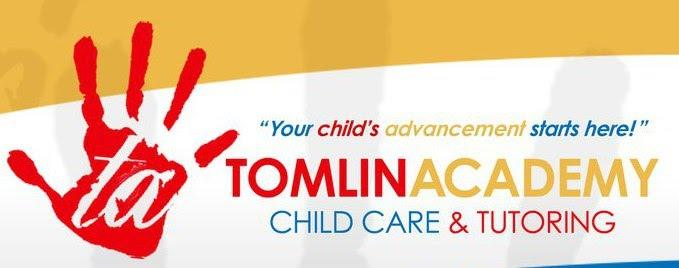 ta
"Your child's advancement starts here!"
TOMLINACADEMY
CHILD CARE & TUTORING